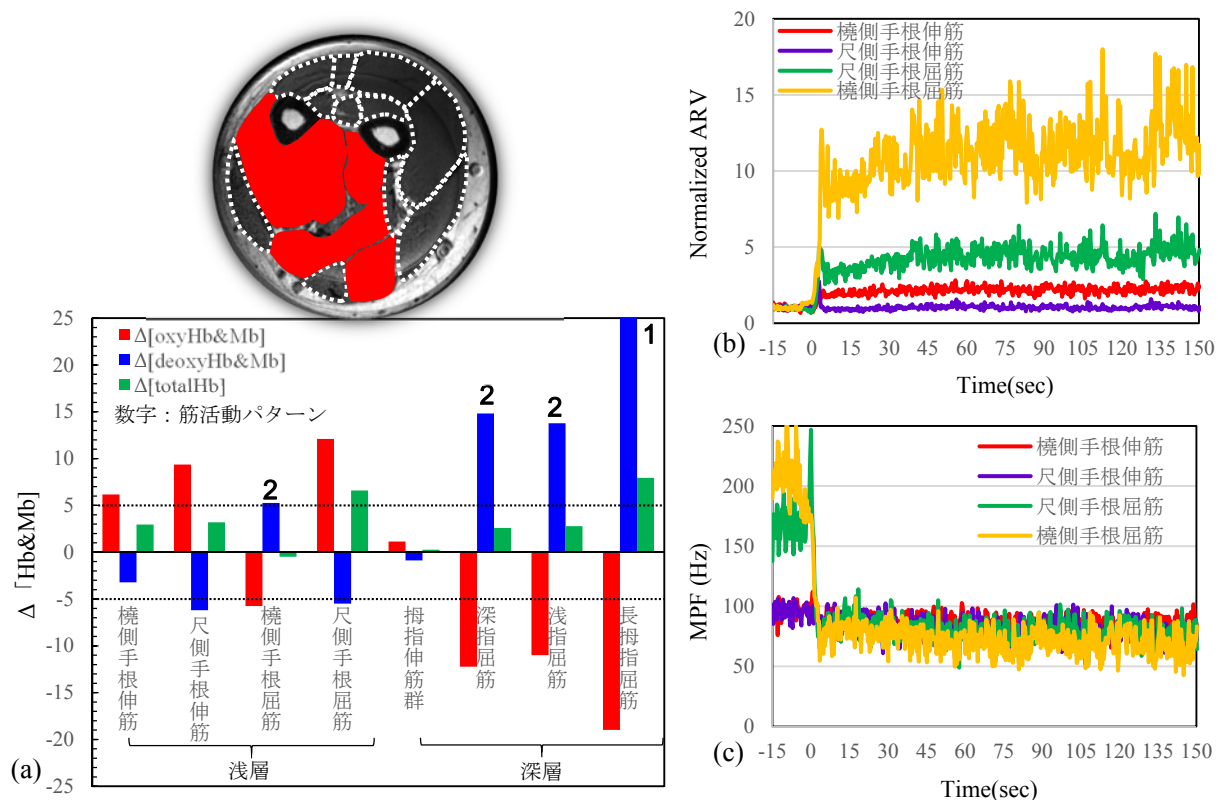 25
20
15
10
5
0
-5
-10
-15
-20
-25
Δ「Hb&Mb]
Δ[oxyHb&Mb]
Δ[deoxyHb&Mb]
Δ[totalHb]
数字：筋活動パターン
2
2
2
1
橈側手根伸筋
尺側手根伸筋
橈側手根屈筋
尺側手根屈筋
拇指伸筋群
深指屈筋
浅指屈筋
長拇指屈筋
浅層
深層
(a)
20
15
10
5
0
Normalized ARV
橈側手根伸筋
尺側手根伸筋
尺側手根屈筋
橈側手根屈筋
-15 0 15 30 45 60 75 90 105 120 135 150
Time(sec)
(b)
250
200
150
100
50
0
MPF (Hz)
橈側手根伸筋
尺側手根伸筋
尺側手根屈筋
橈側手根屈筋
-15 0 15 30 45 60 75 90 105 120 135 150
Time(sec)
(c)